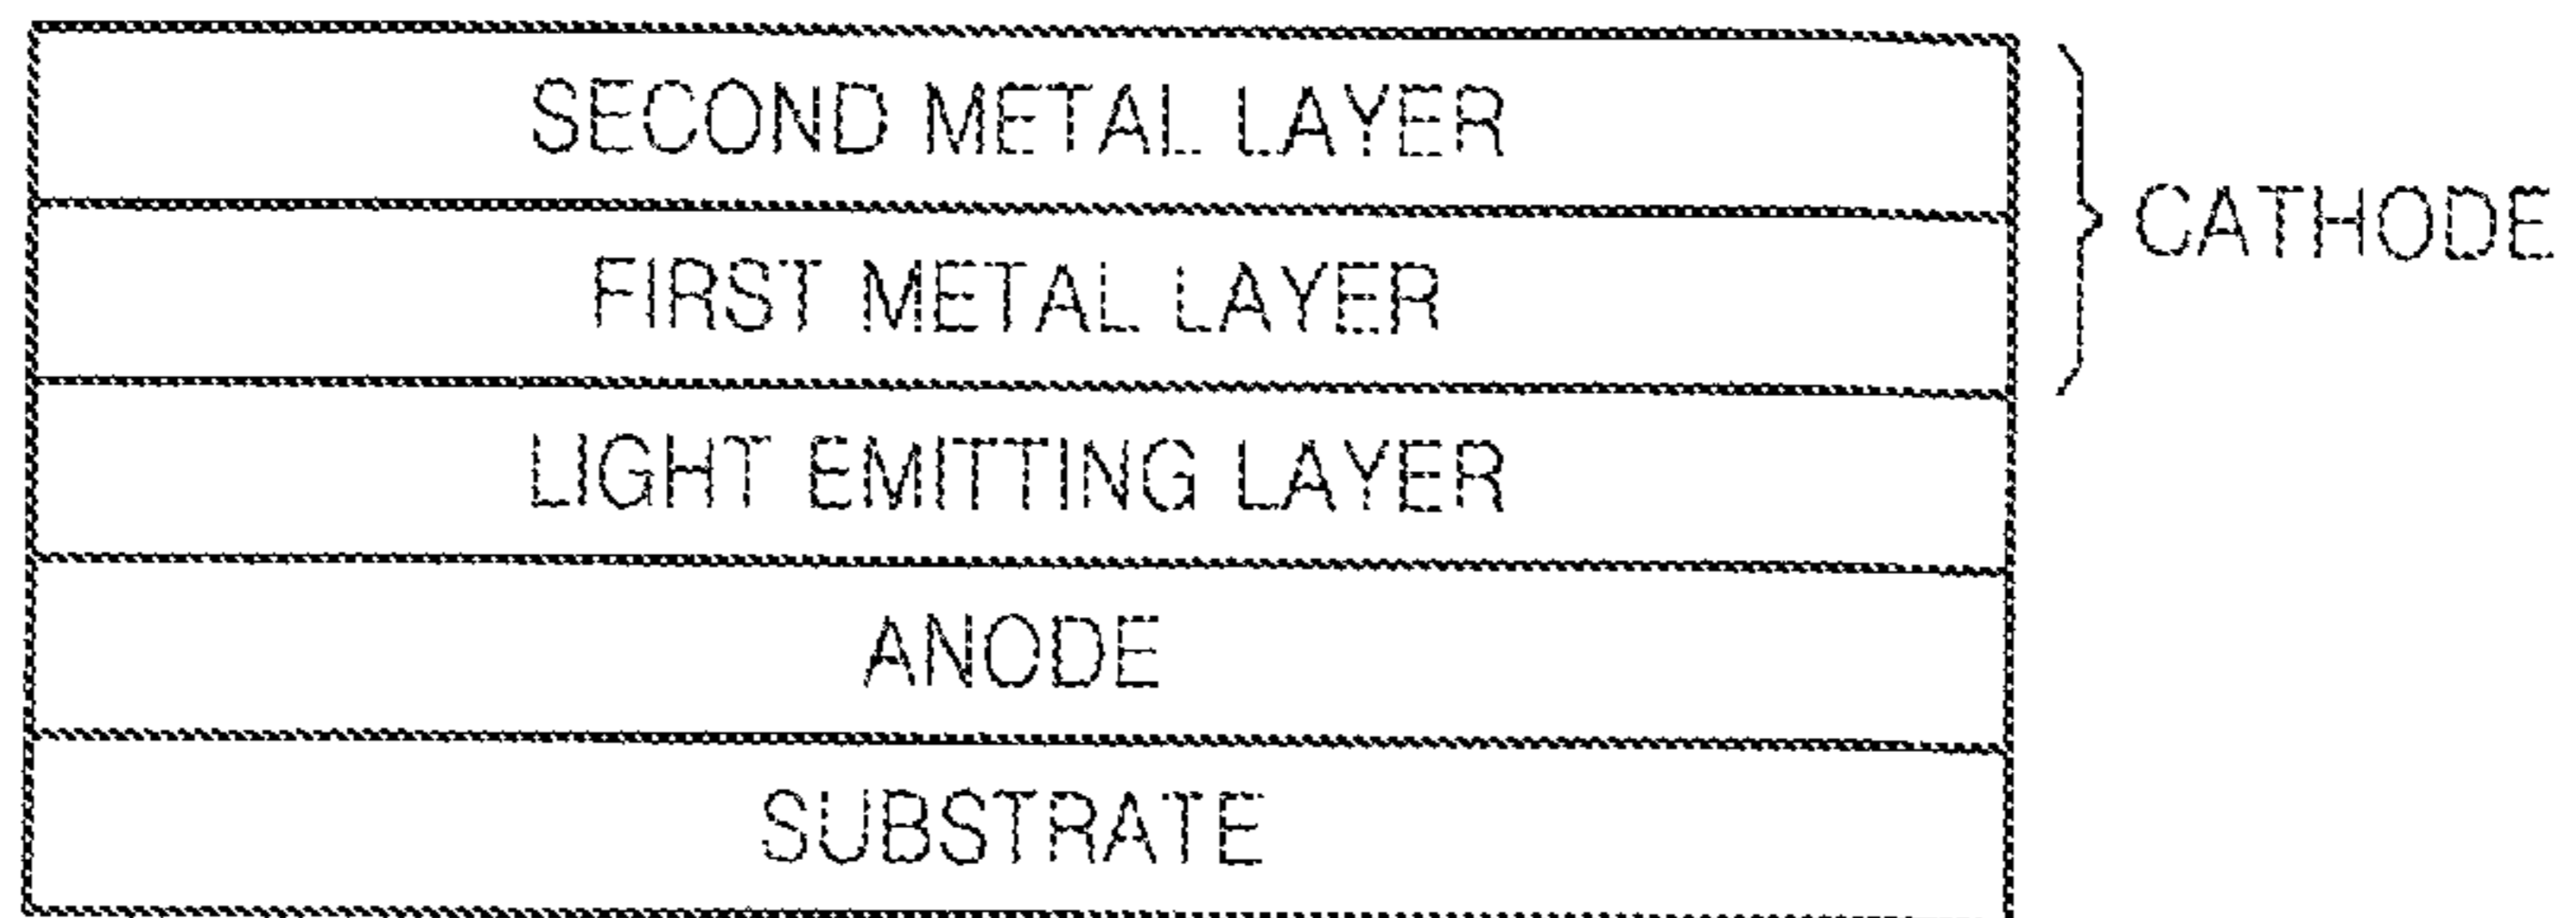 SECOND METAL LAYER
CATHODE
FIRST METAL LAYER
LIGHT EMITTING LAYER
ANODE
SUBSTRATE